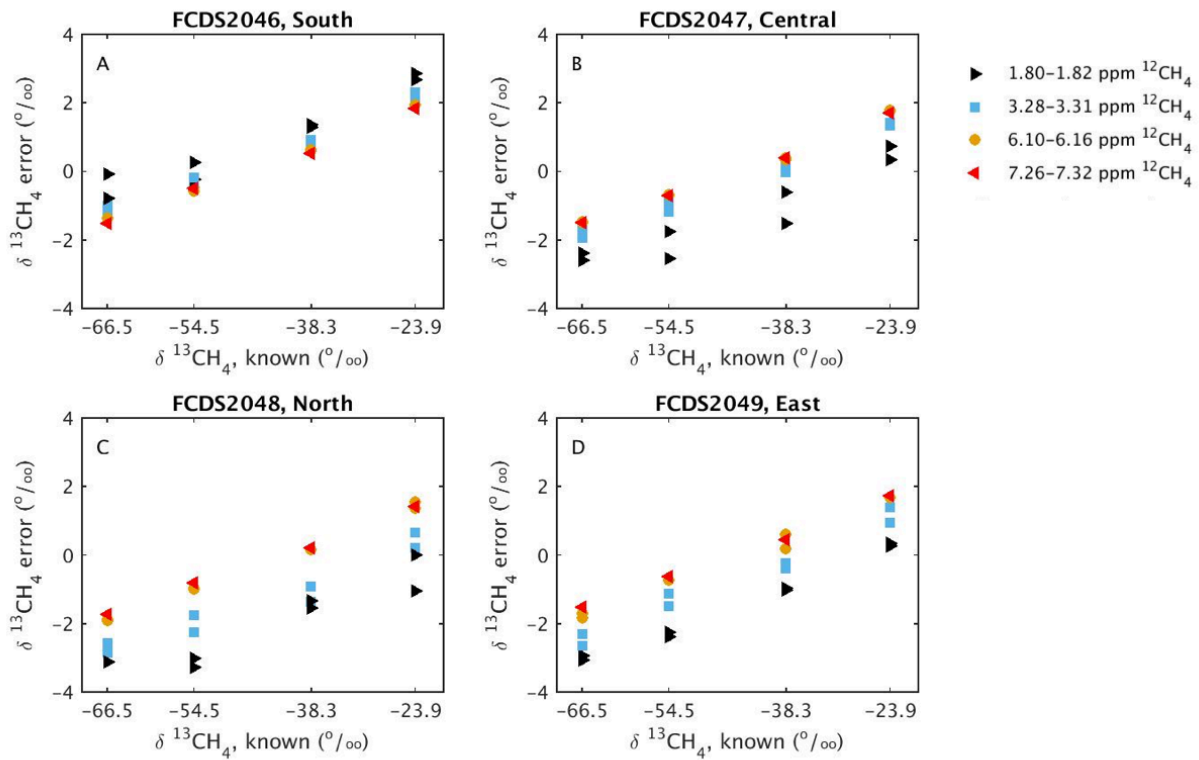 FCDS2046, South
A
4
2
0
−2
−4
δ ¹³CH₄ error (°/₀₀)
−66.5 −54.5 −38.3 −23.9
δ ¹³CH₄, known (°/₀₀)
FCDS2047, Central
B
4
2
0
−2
−4
δ ¹³CH₄ error (°/₀₀)
−66.5 −54.5 −38.3 −23.9
δ ¹³CH₄, known (°/₀₀)
1.80−1.82 ppm ¹²CH₄
3.28−3.31 ppm ¹²CH₄
6.10−6.16 ppm ¹²CH₄
7.26−7.32 ppm ¹²CH₄
FCDS2048, North
C
4
2
0
−2
−4
δ ¹³CH₄ error (°/₀₀)
−66.5 −54.5 −38.3 −23.9
δ ¹³CH₄, known (°/₀₀)
FCDS2049, East
D
4
2
0
−2
−4
δ ¹³CH₄ error (°/₀₀)
−66.5 −54.5 −38.3 −23.9
δ ¹³CH₄, known (°/₀₀)